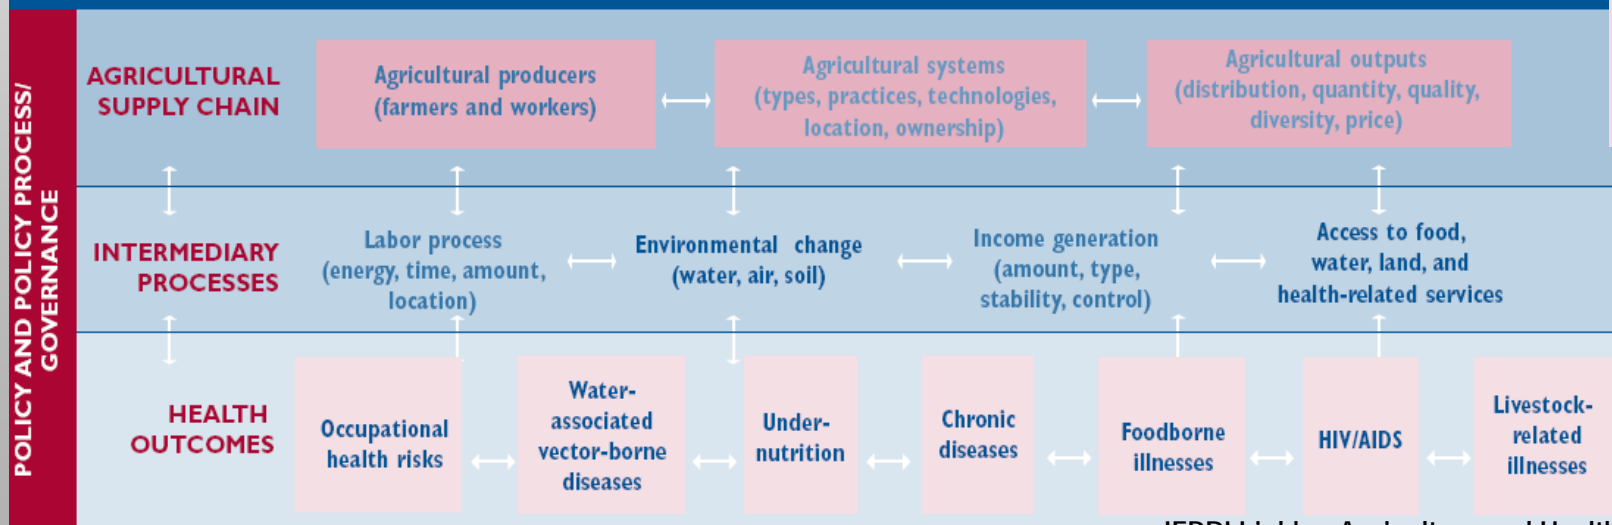 POLICY AND POLICY PROCESS/
GOVERNANCE
AGRICULTURAL
SUPPLY CHAIN
Agricultural producers
(farmers and workers)
Agricultural systems
(types, practices, technologies,
location, ownership)
Agricultural outputs
(distribution, quantity, quality,
diversity, price)
INTERMEDIARY
PROCESSES
Labor process
(energy, time, amount,
location)
Environmental change
(water, air, soil)
Income generation
(amount, type,
stability, control)
Access to food,
water, land, and
health-related services
HEALTH
OUTCOMES
Occupational
health risks
Water-
associated
vector-borne
diseases
Under-
nutrition
Chronic
diseases
Foodborne
illnesses
HIV/AIDS
Livestock-
related
illnesses